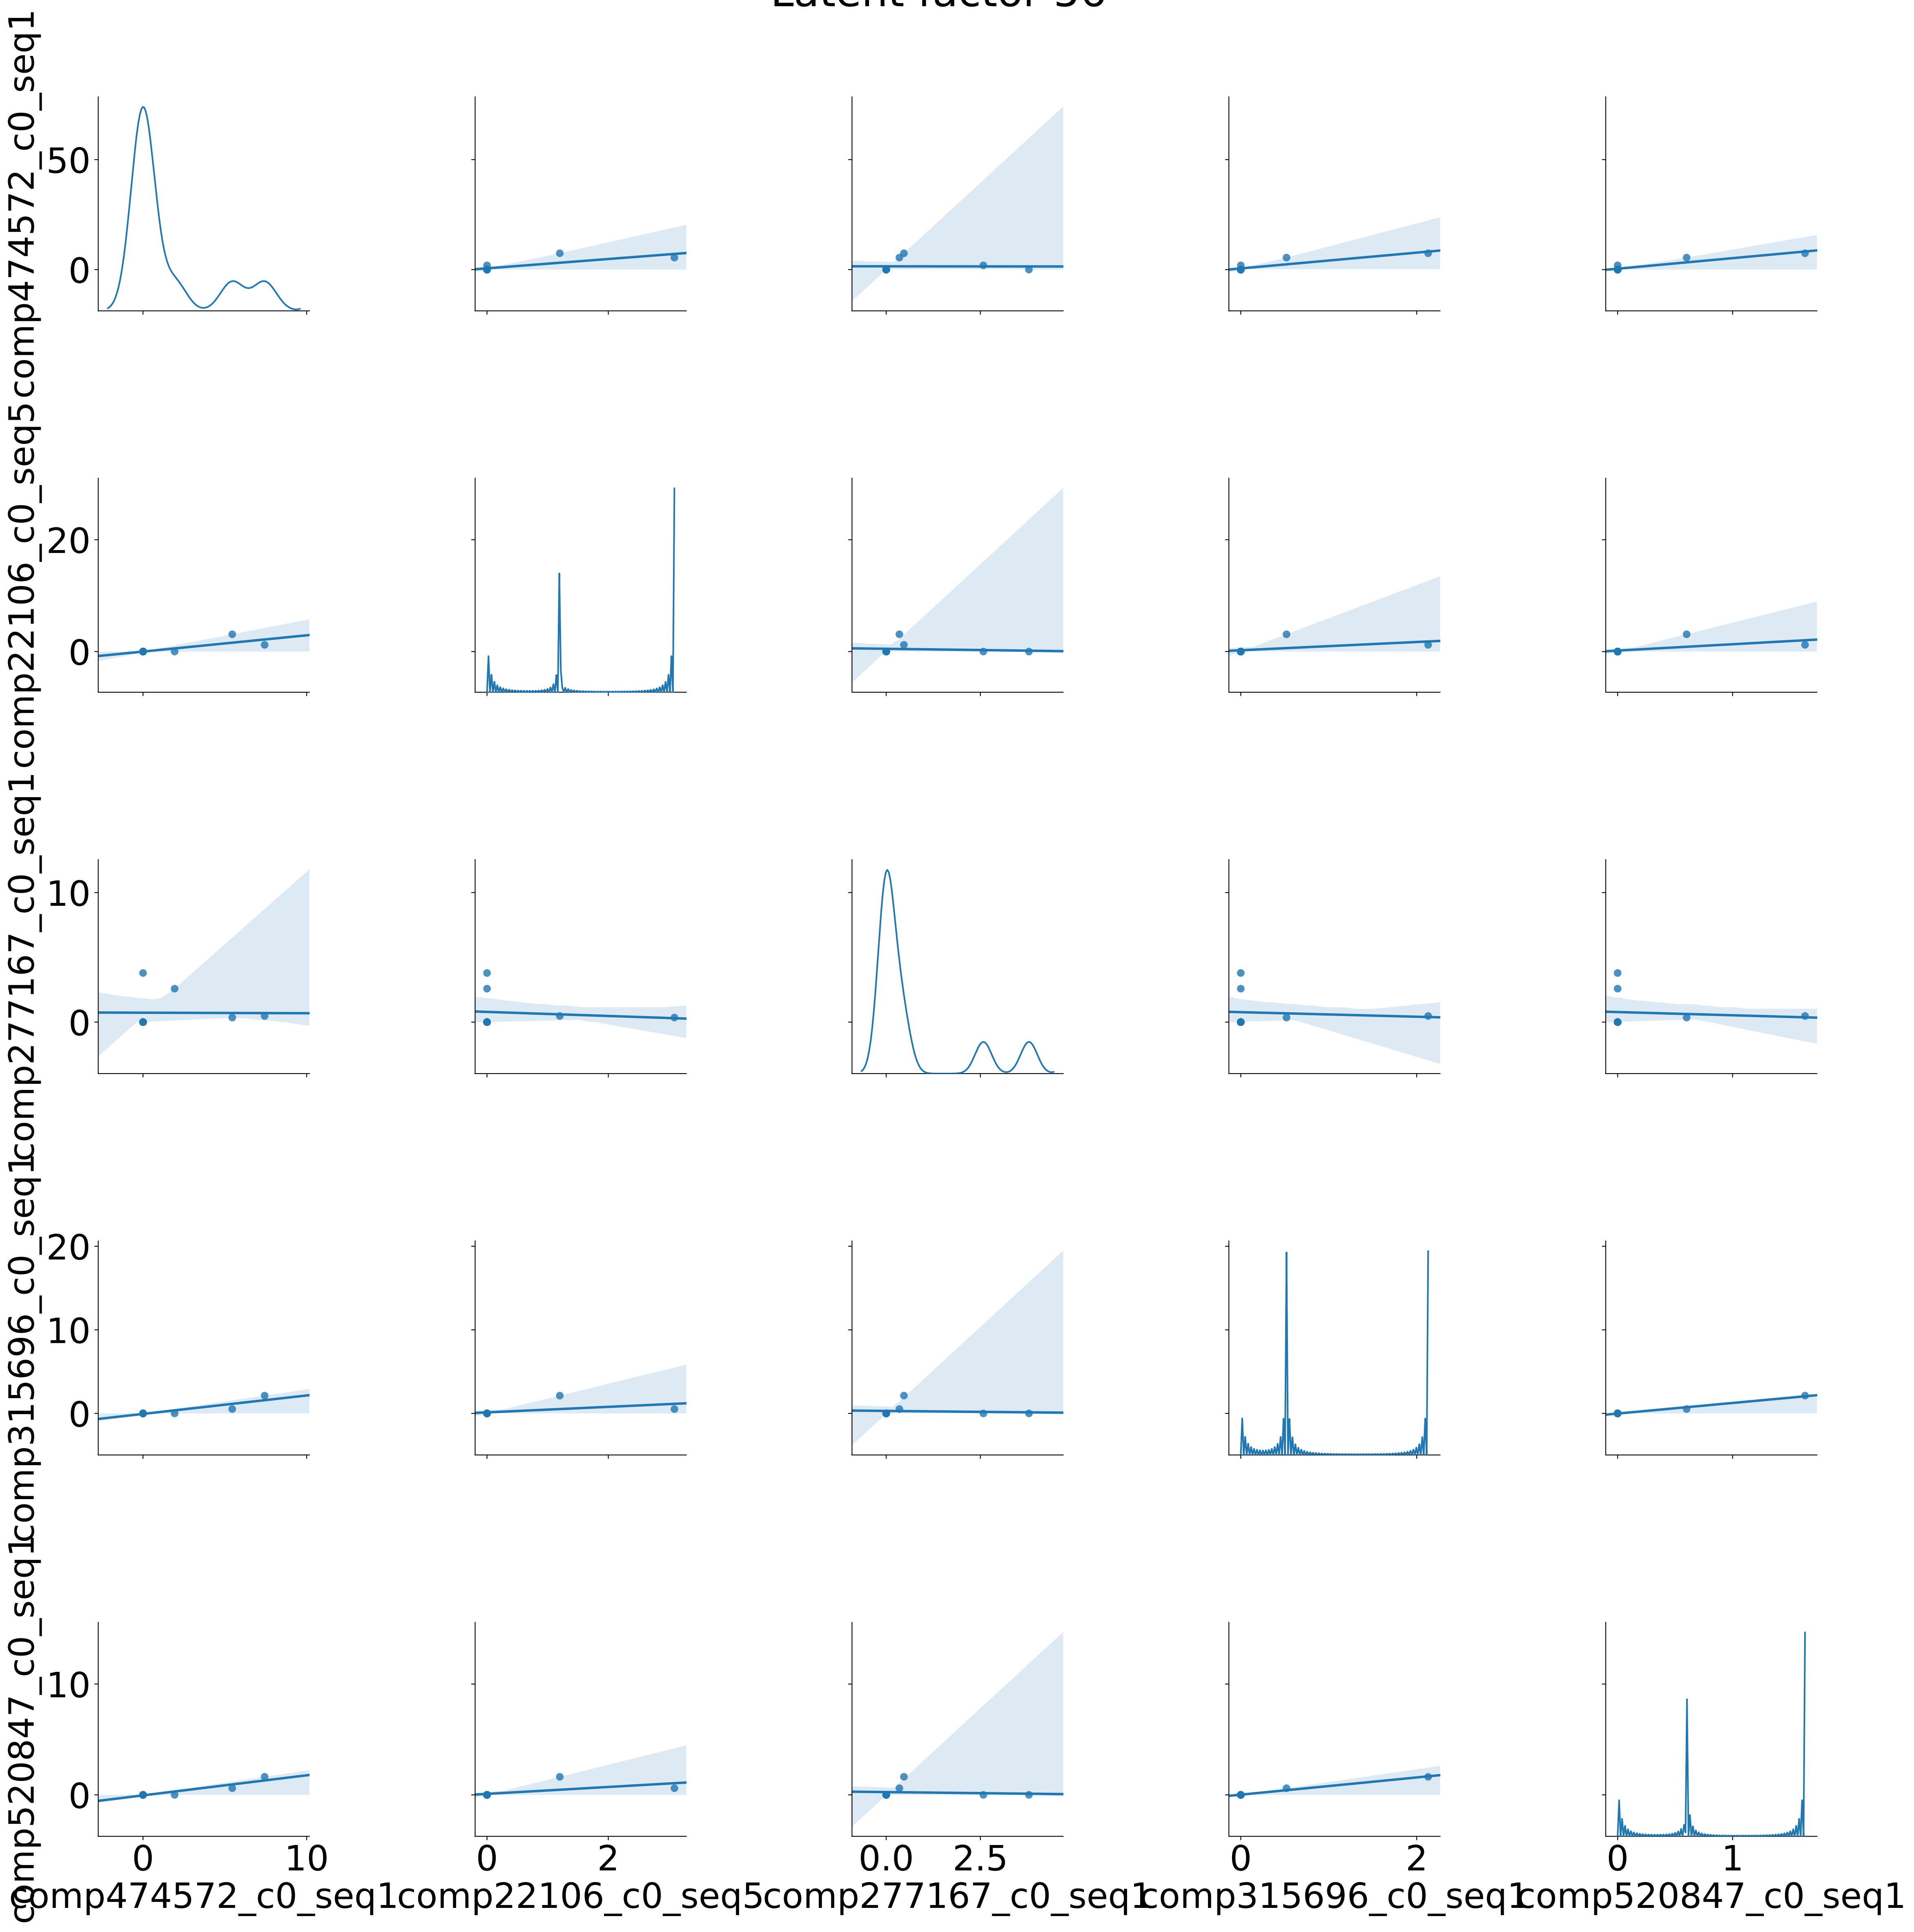 Latent factor
comp474572_c0_seq1
50
0
comp22106_c0_seq5
20
0
comp277167_c0_seq1
10
0
comp315696_c0_seq1
20
10
0
comp520847_c0_seq1
10
0
0 10 0 2 0.0 2.5 0 2 0 1
comp474572_c0_seq1 comp22106_c0_seq5 comp277167_c0_seq1 comp315696_c0_seq1 comp520847_c0_seq1